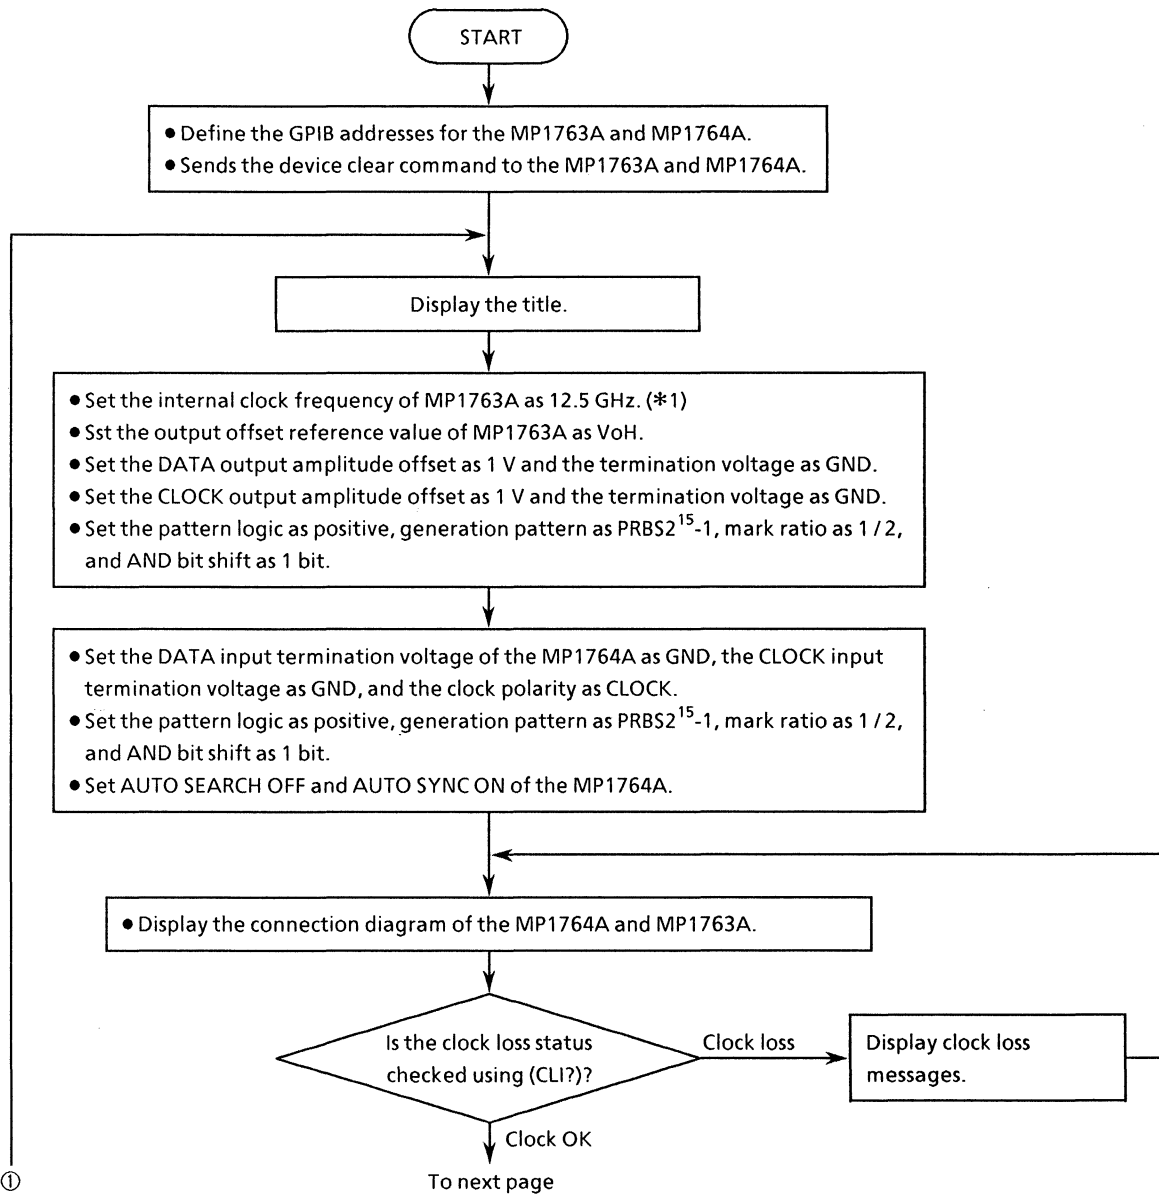 START
● Define the GPIB addresses for the MP1763A and MP1764A.
● Sends the device clear command to the MP1763A and MP1764A.
Display the title.
● Set the internal clock frequency of MP1763A as 12.5 GHz. (✻1)
● Sst the output offset reference value of MP1763A as VoH.
● Set the DATA output amplitude offset as 1 V and the termination voltage as GND.
● Set the CLOCK output amplitude offset as 1 V and the termination voltage as GND.
● Set the pattern logic as positive, generation pattern as PRBS2¹⁵-1, mark ratio as 1 / 2,
and AND bit shift as 1 bit.
● Set the DATA input termination voltage of the MP1764A as GND, the CLOCK input
termination voltage as GND, and the clock polarity as CLOCK.
● Set the pattern logic as positive, generation pattern as PRBS2¹⁵-1, mark ratio as 1 / 2,
and AND bit shift as 1 bit.
● Set AUTO SEARCH OFF and AUTO SYNC ON of the MP1764A.
● Display the connection diagram of the MP1764A and MP1763A.
Is the clock loss status
checked using (CLI?)?
Clock loss
Display clock loss
messages.
Clock OK
①
To next page